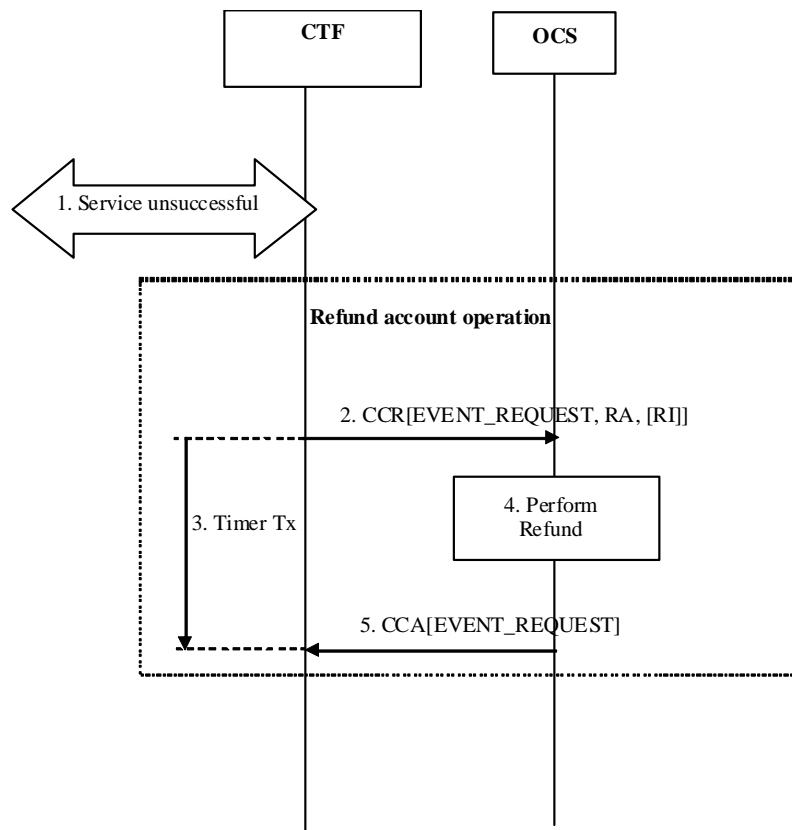 CTF
OCS
1. Service unsuccessful
Refund account operation
2. CCR[EVENT_REQUEST, RA, [RI]]
3. Timer Tx
4. Perform
Refund
5. CCA[EVENT_REQUEST]